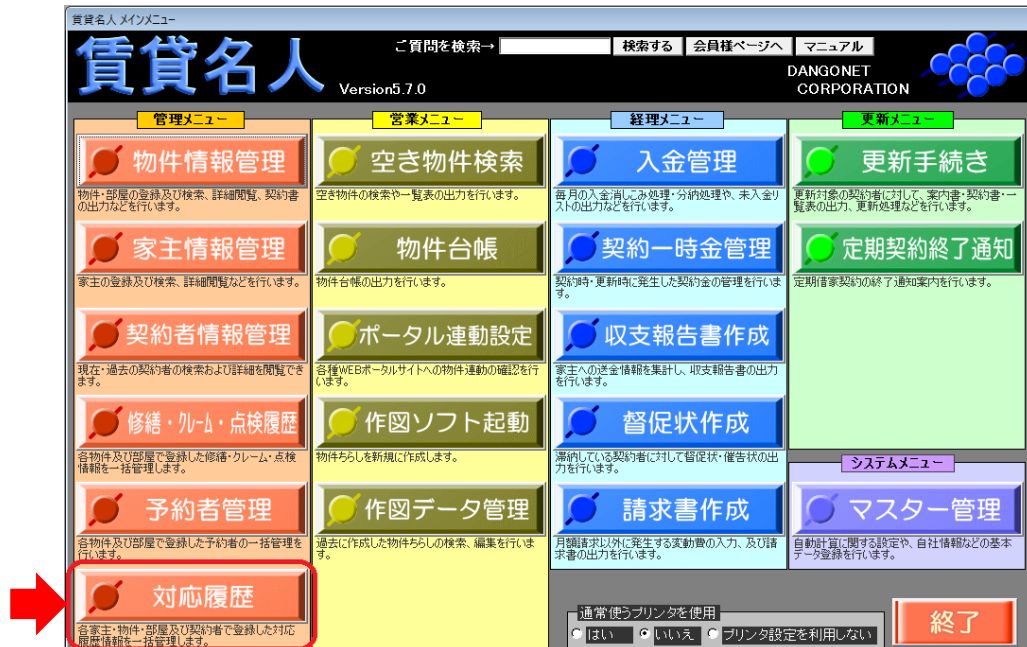 賃貸名人 メインメニュー
賃貸名人
Version5.7.0
ご質問を検索→
検索する
会員様ページへ
マニュアル
DANGONET
CORPORATION
管理メニュー
物件情報管理
物件・部屋の登録及び検索、詳細閲覧、契約書
の出力などを行います。
家主情報管理
家主の登録及び検索、詳細閲覧などを行います。
契約者情報管理
現在・過去の契約者の検索および詳細を閲覧でき
ます。
修繕・クレーム・点検履歴
各物件及び部屋で登録した修繕・クレーム・点検
情報を一括管理します。
予約者管理
各物件及び部屋で登録した予約者の一括管理を
行います。
対応履歴
各家主・物件・部屋及び契約者で登録した対応
履歴情報を一括管理します。
営業メニュー
空き物件検索
空き物件の検索や一覧表の出力を行います。
物件台帳
物件台帳の出力を行います。
ポータル連動設定
各種WEBポータルサイトへの物件連動の確認を行
います。
作図ソフト起動
物件ちらしを新規に作成します。
作図データ管理
過去に作成した物件ちらしの検索、編集を行いま
す。
経理メニュー
入金管理
毎月の入金消しこみ処理・分納処理や、未入金リ
ストの出力などを行います。
契約一時金管理
契約時・更新時に発生した契約金の管理を行いま
す。
収支報告書作成
家主への送金情報を集計し、収支報告書の出力
を行います。
督促状作成
滞納している契約者に対して督促状・催告状の出
力を行います。
請求書作成
月額請求以外に発生する変動費の入力、及び請
求書の出力を行います。
更新メニュー
更新手続き
更新対象の契約者に対して、案内書・契約書・一
覧表の出力、更新処理などを行います。
定期契約終了通知
定期借家契約の終了通知案内を行います。
システムメニュー
マスター管理
自動計算に関する設定や、自社情報などの基本
データ登録を行います。
通常使うプリンタを使用
はい
いいえ
プリンタ設定を利用しない
終了